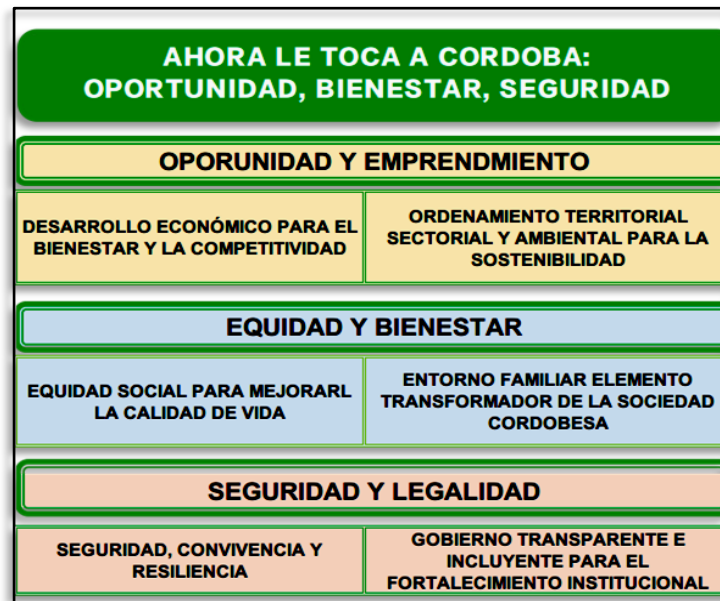 AHORA LE TOCA A CORDOBA:
OPORTUNIDAD, BIENESTAR, SEGURIDAD
OPORUNIDAD Y EMPRENDMIENTO
DESARROLLO ECONÓMICO PARA EL
BIENESTAR Y LA COMPETITIVIDAD
ORDENAMIENTO TERRITORIAL
SECTORIAL Y AMBIENTAL PARA LA
SOSTENIBILIDAD
EQUIDAD Y BIENESTAR
EQUIDAD SOCIAL PARA MEJORARL
LA CALIDAD DE VIDA
ENTORNO FAMILIAR ELEMENTO
TRANSFORMADOR DE LA SOCIEDAD
CORDOBESA
SEGURIDAD Y LEGALIDAD
SEGURIDAD, CONVIVENCIA Y
RESILIENCIA
GOBIERNO TRANSPARENTE E
INCLUYENTE PARA EL
FORTALECIMIENTO INSTITUCIONAL